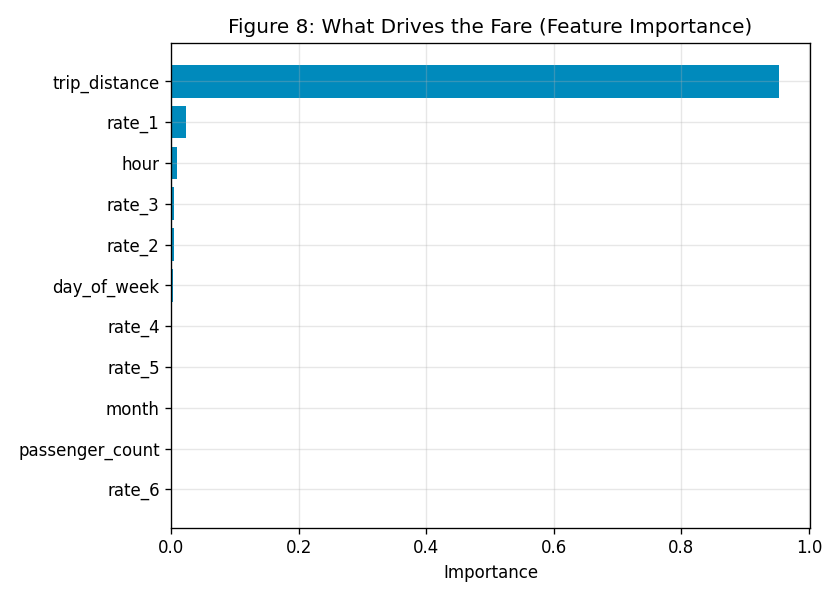 Figure 8: What Drives the Fare (Feature Importance)
trip_distance
rate_1
hour
rate_3
rate_2
day_of_week
rate_4
rate_5
month
passenger_count
rate_6
0.0 0.2 0.4 0.6 0.8 1.0
Importance